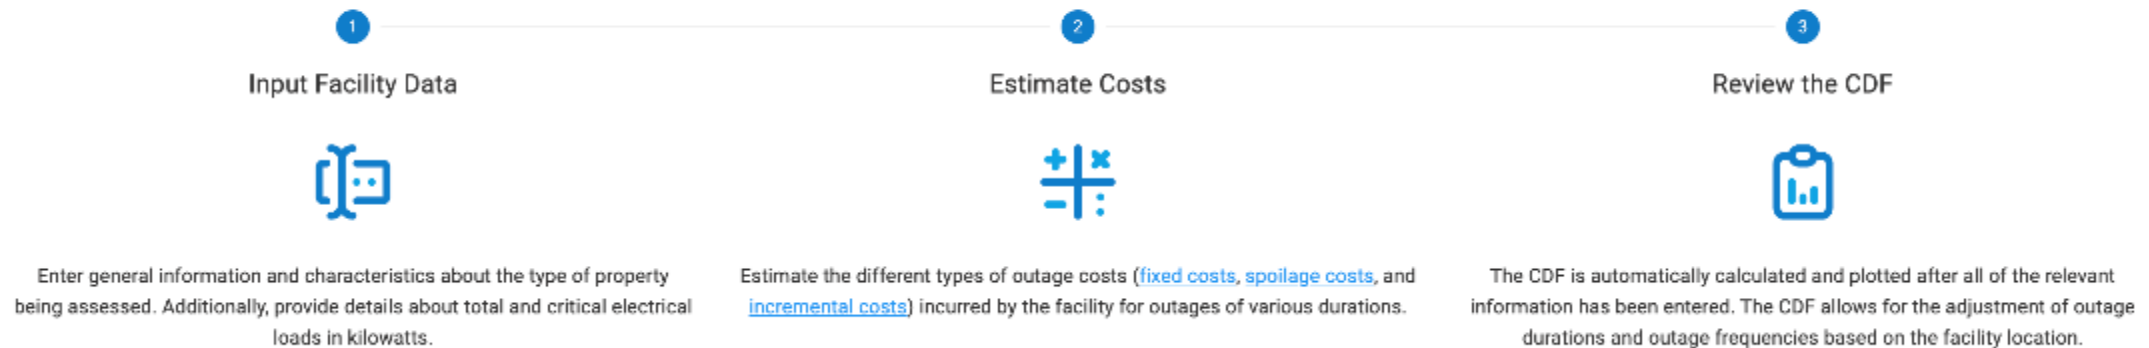 1
Input Facility Data
Enter general information and characteristics about the type of property
being assessed. Additionally, provide details about total and critical electrical
loads in kilowatts.
2
Estimate Costs
Estimate the different types of outage costs (fixed costs, spoilage costs, and
incremental costs) incurred by the facility for outages of various durations.
3
Review the CDF
The CDF is automatically calculated and plotted after all of the relevant
information has been entered. The CDF allows for the adjustment of outage
durations and outage frequencies based on the facility location.